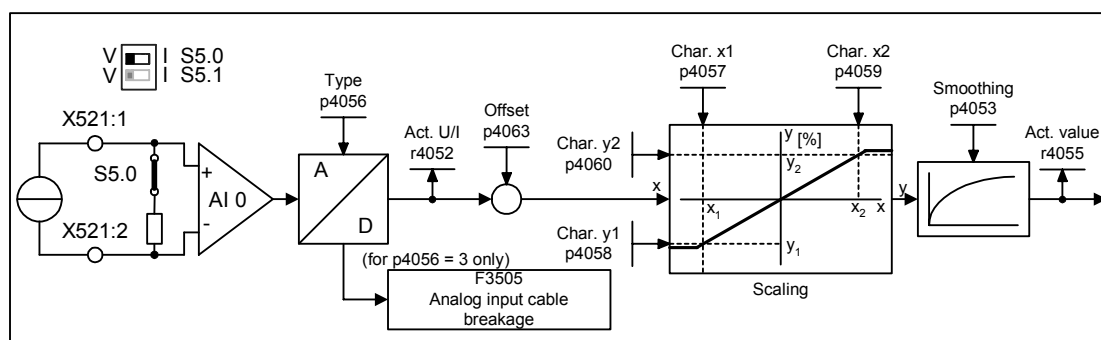 V I S5.0
V I S5.1
X521:1
S5.0
X521:2
+
-
AI 0
Type
p4056
A
D
Act. U/I
r4052
Offset
p4063
(for p4056 = 3 only)
F3505
Analog input cable
breakage
Char. x1
p4057
Char. x2
p4059
Char. y2
p4060
x
Char. y1
p4058
y [%]
y2
x1
x2
x
y1
Scaling
y
Smoothing
p4053
Act. value
r4055